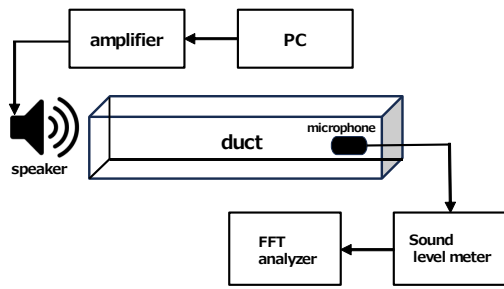 amplifier
PC
microphone
duct
speaker
FFT
analyzer
Sound
level meter